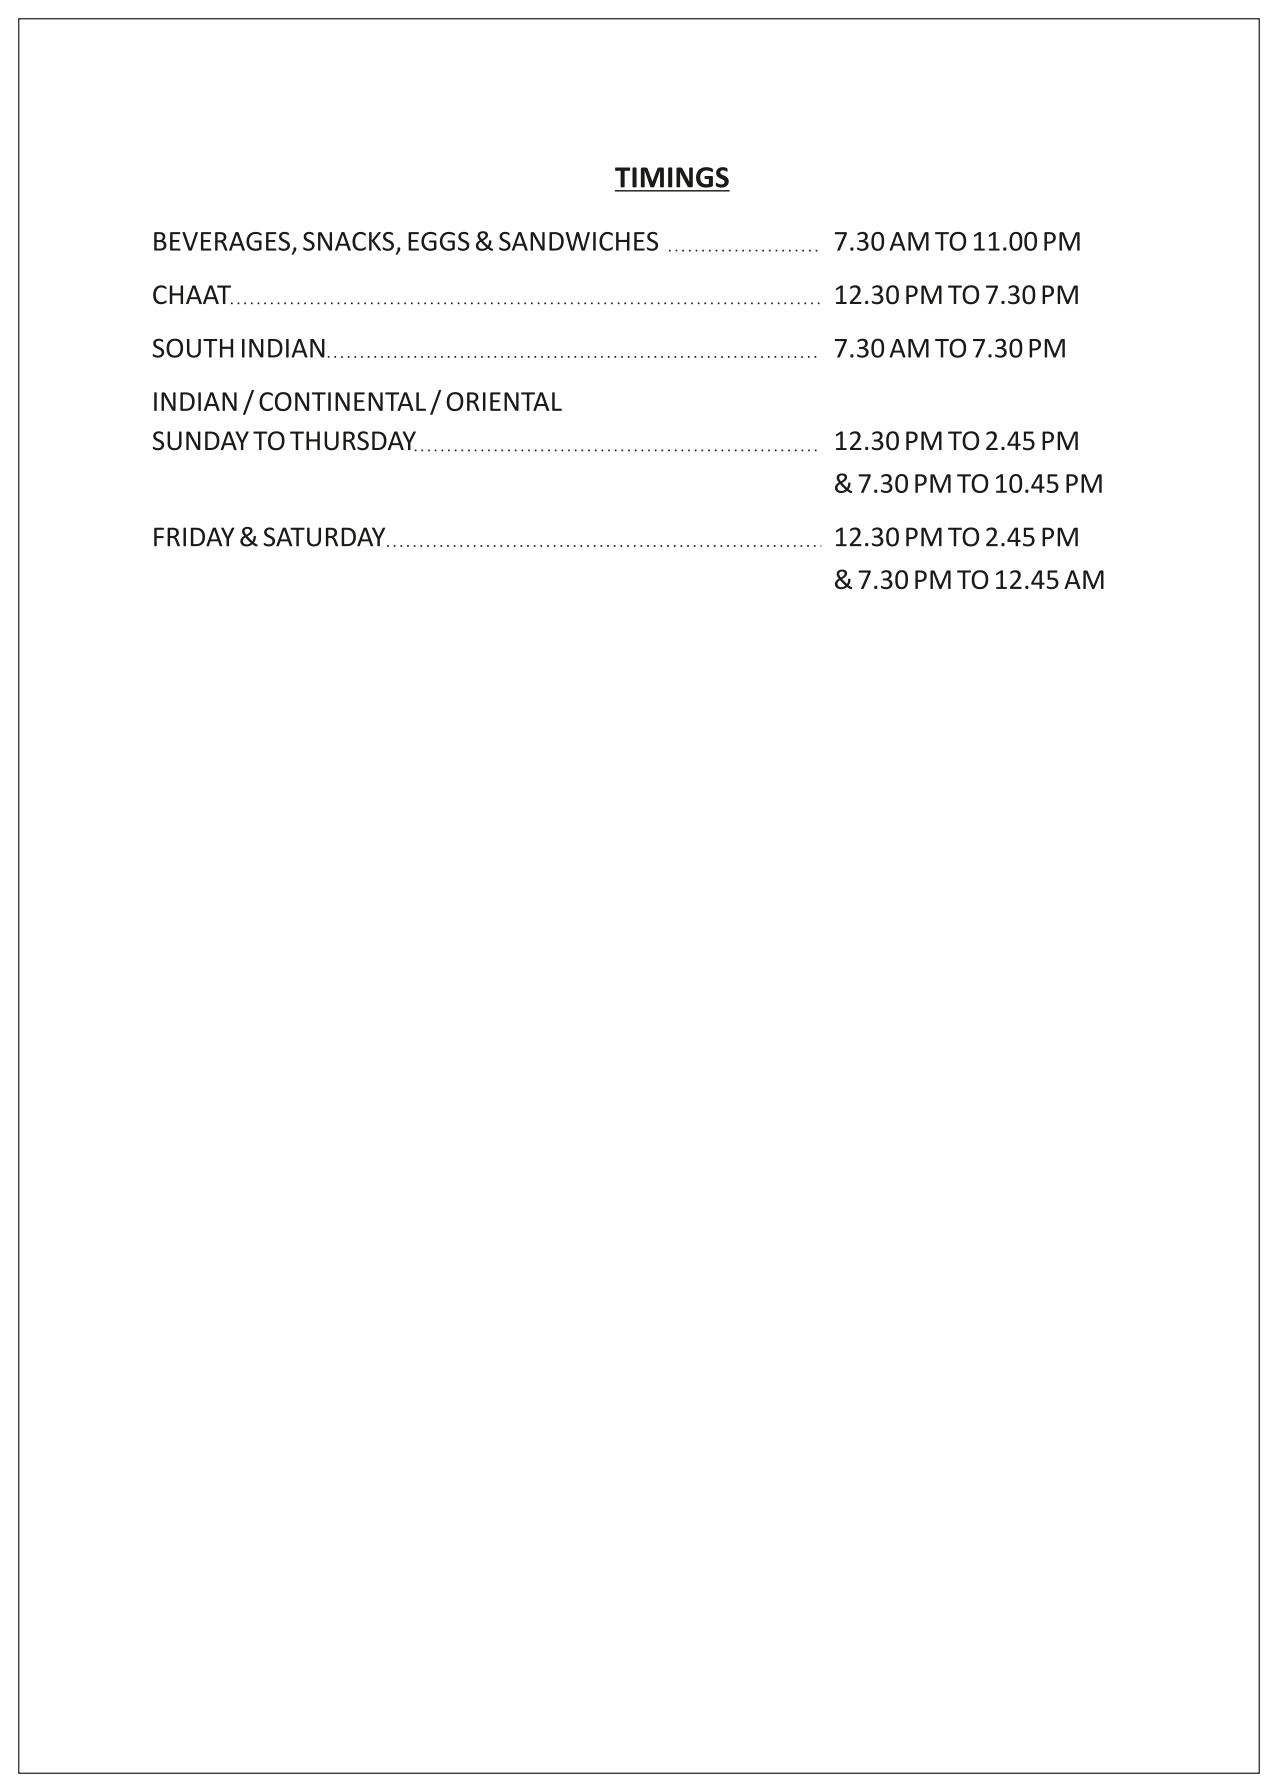 TIMINGS
BEVERAGES, SNACKS, EGGS & SANDWICHES ....................... 7.30 AM TO 11.00 PM
CHAAT......................................................................................... 12.30 PM TO 7.30 PM
SOUTH INDIAN.......................................................................... 7.30 AM TO 7.30 PM
INDIAN / CONTINENTAL / ORIENTAL
SUNDAY TO THURSDAY............................................................. 12.30 PM TO 2.45 PM
& 7.30 PM TO 10.45 PM
FRIDAY & SATURDAY.................................................................. 12.30 PM TO 2.45 PM
& 7.30 PM TO 12.45 AM